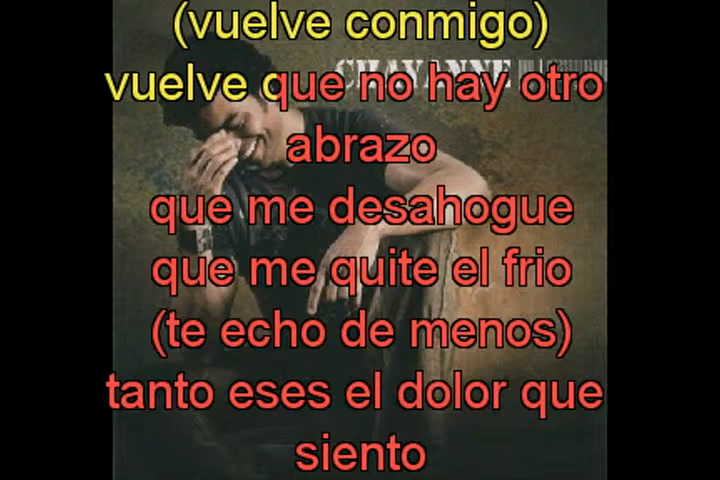 (vuelve conmigo)
CHAYANNE
vuelve que no hay otro
abrazo
que me desahogue
que me quite el frio
(te echo de menos)
tanto eses el dolor que
siento